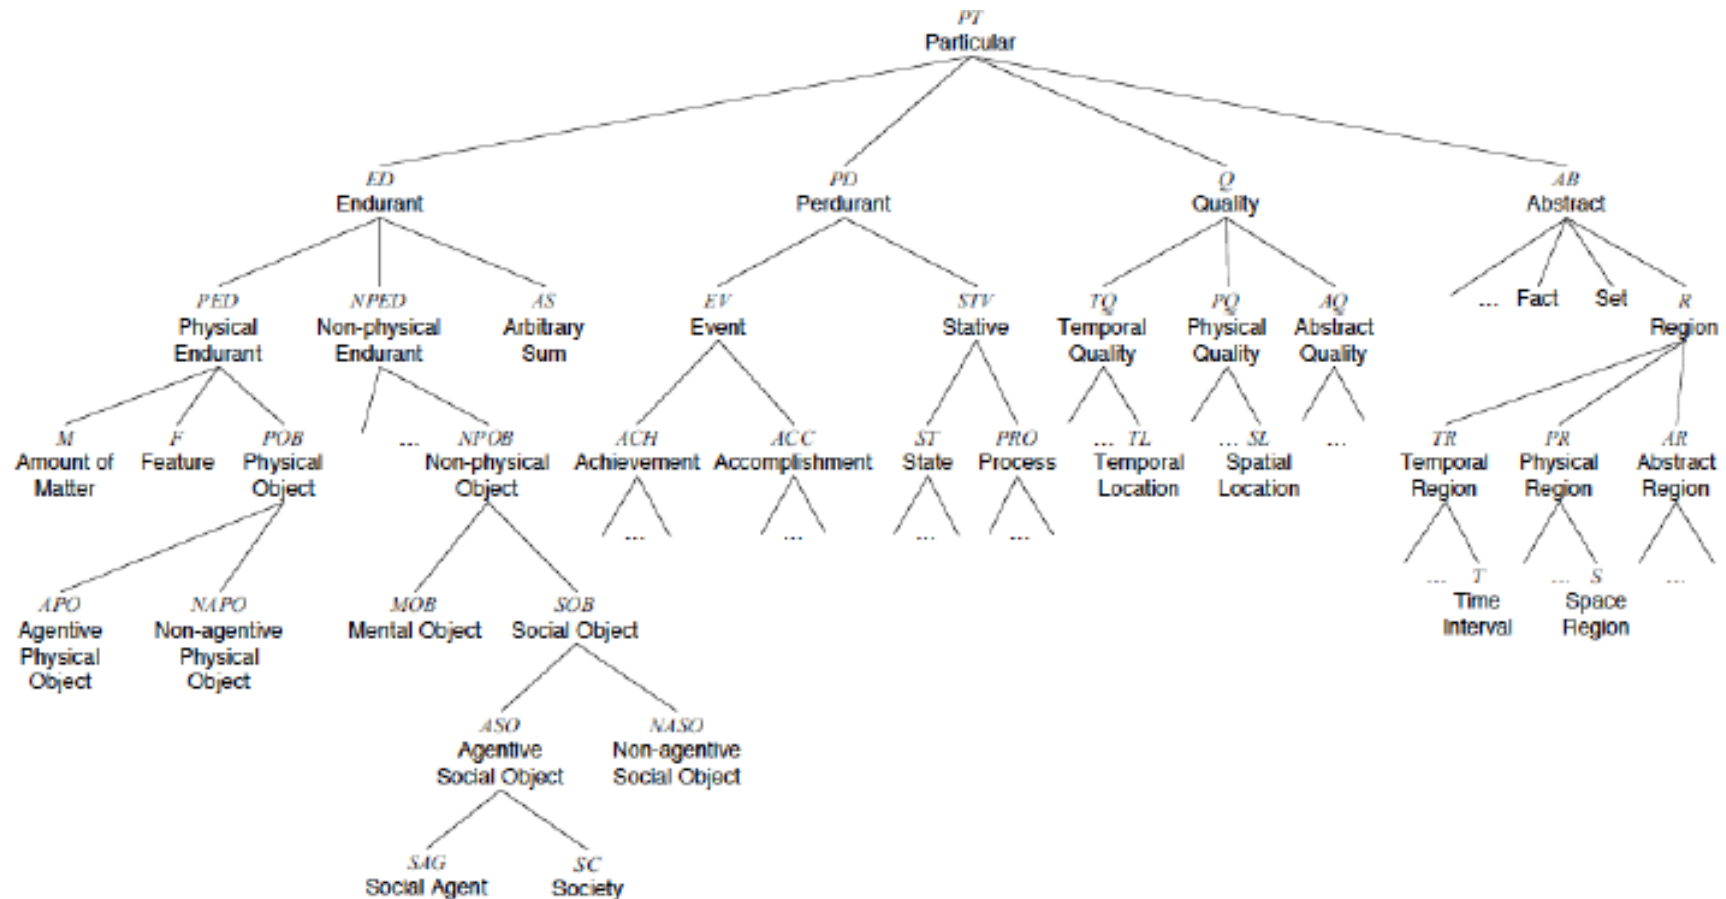 PT
Particular
ED PD Q AB
Endurant Perdurant Quality Abstract
PED NPED AS EV STV TQ PQ AQ ... Fact Set R
Physical Non-physical Arbitrary Event Stative Temporal Physical Abstract Region
Endurant Endurant Sum Quality Quality Quality
M F POB ... NPOB ACH ACC ST PRO ... TL ... SL ... TR PR AR
Amount of Feature Physical Non-physical Achievement Accomplishment State Process Temporal Spatial Temporal Physical Abstract
Matter Object Object Location Location Region Region Region
... ... ... ... ... T ... S ...
APO NAPO MOB SOB Time Space
Agentive Non-agentive Mental Object Social Object Interval Region
Physical Physical
Object Object
ASO NASO
Agentive Non-agentive
Social Object Social Object
SAG SC
Social Agent Society